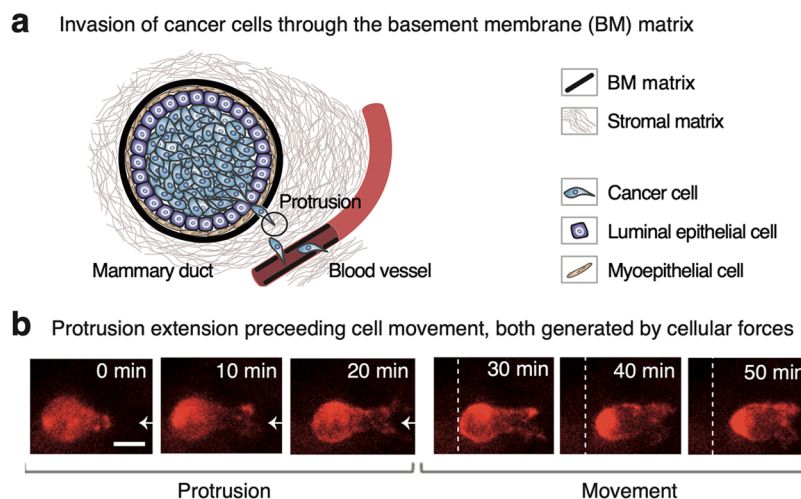 a Invasion of cancer cells through the basement membrane (BM) matrix
BM matrix
Stromal matrix
Protrusion
Cancer cell
Luminal epithelial cell
Mammary duct
Blood vessel
Myoepithelial cell
b Protrusion extension preceeding cell movement, both generated by cellular forces
0 min 10 min 20 min 30 min 40 min 50 min
Protrusion Movement